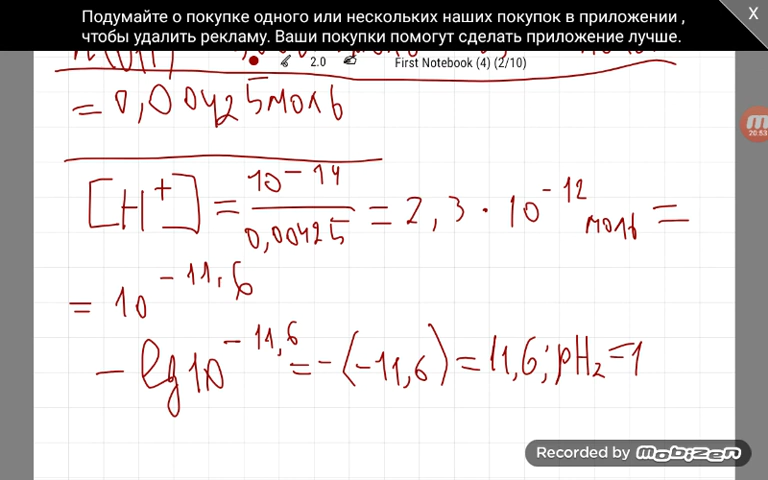 Подумайте о покупке одного или нескольких наших покупок в приложении ,
чтобы удалить рекламу. Ваши покупки помогут сделать приложение лучше.
X
2.0 First Notebook (4) (2/10)
= 0,00425 моль
20:53
[H⁺] = 10⁻¹⁴ / 0,00425 = 2,3 · 10⁻¹² моль =
= 10⁻¹¹,⁶
- lg 10⁻¹¹,⁶ = -(-11,6) = 11,6; pH₂ = 1
Recorded by Mobizen